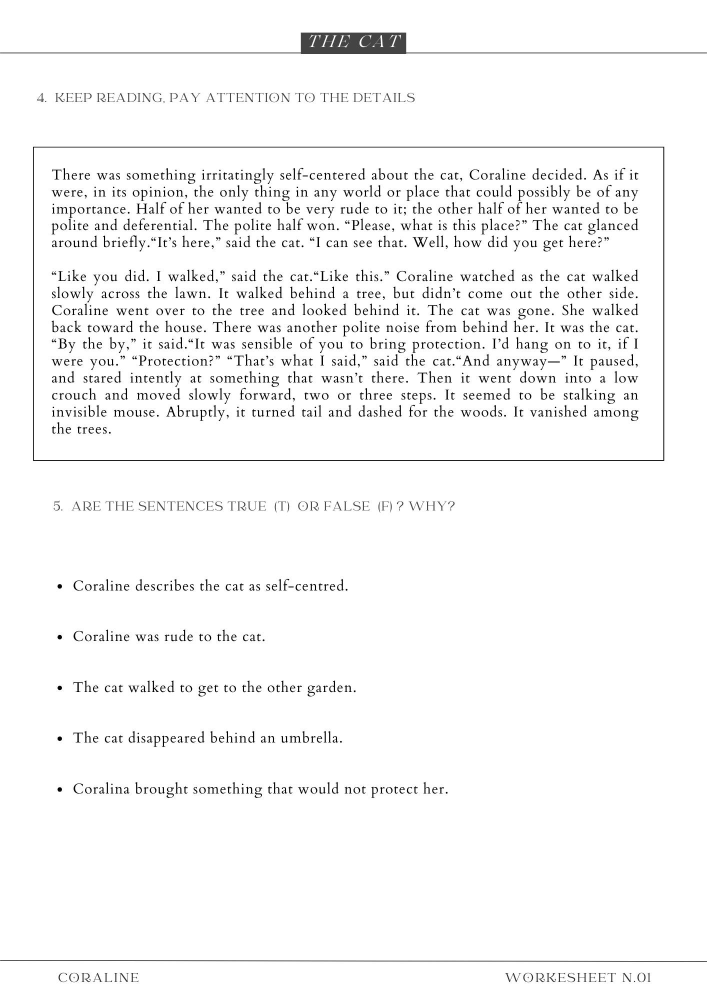 THE CAT
4. KEEP READING, PAY ATTENTION TO THE DETAILS
There was something irritatingly self-centered about the cat, Coraline decided. As if it
were, in its opinion, the only thing in any world or place that could possibly be of any
importance. Half of her wanted to be very rude to it; the other half of her wanted to be
polite and deferential. The polite half won. “Please, what is this place?” The cat glanced
around briefly.“It’s here,” said the cat. “I can see that. Well, how did you get here?”
“Like you did. I walked,” said the cat.“Like this.” Coraline watched as the cat walked
slowly across the lawn. It walked behind a tree, but didn’t come out the other side.
Coraline went over to the tree and looked behind it. The cat was gone. She walked
back toward the house. There was another polite noise from behind her. It was the cat.
“By the by,” it said.“It was sensible of you to bring protection. I’d hang on to it, if I
were you.” “Protection?” “That’s what I said,” said the cat.“And anyway—” It paused,
and stared intently at something that wasn’t there. Then it went down into a low
crouch and moved slowly forward, two or three steps. It seemed to be stalking an
invisible mouse. Abruptly, it turned tail and dashed for the woods. It vanished among
the trees.
5. ARE THE SENTENCES TRUE (T) OR FALSE (F) ? WHY?
• Coraline describes the cat as self-centred.
• Coraline was rude to the cat.
• The cat walked to get to the other garden.
• The cat disappeared behind an umbrella.
• Coralina brought something that would not protect her.
CORALINE
WORKESHEET N.01